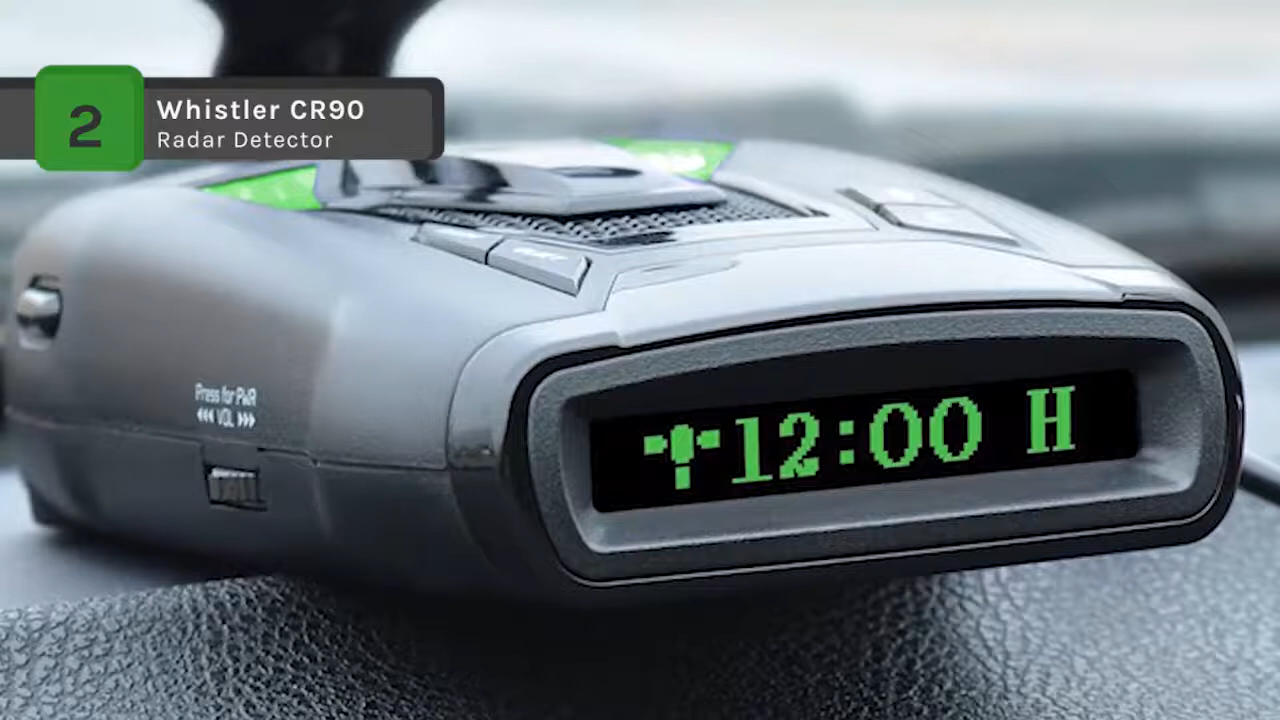 2
Whistler CR90
Radar Detector
Press for PWR
VOL
12:00 H